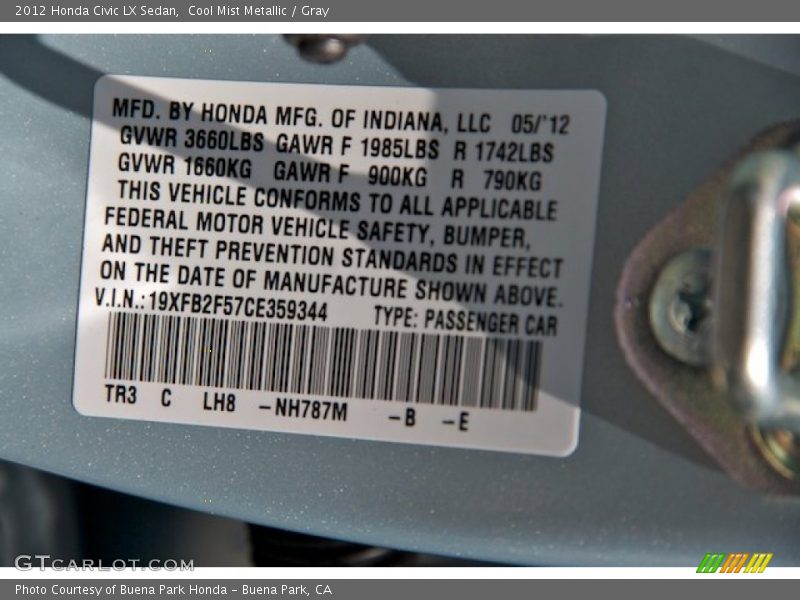 2012 Honda Civic LX Sedan,  Cool Mist Metallic / Gray
MFD. BY HONDA MFG. OF INDIANA, LLC 05/'12
GVWR 3660LBS GAWR F 1985LBS R 1742LBS
GVWR 1660KG GAWR F 900KG R 790KG
THIS VEHICLE CONFORMS TO ALL APPLICABLE
FEDERAL MOTOR VEHICLE SAFETY, BUMPER,
AND THEFT PREVENTION STANDARDS IN EFFECT
ON THE DATE OF MANUFACTURE SHOWN ABOVE.
V.I.N.: 19XFB2F57CE359344 TYPE: PASSENGER CAR
TR3 C LH8 -NH787M -B -E
GTCARLOT.COM
Photo Courtesy of Buena Park Honda - Buena Park, CA